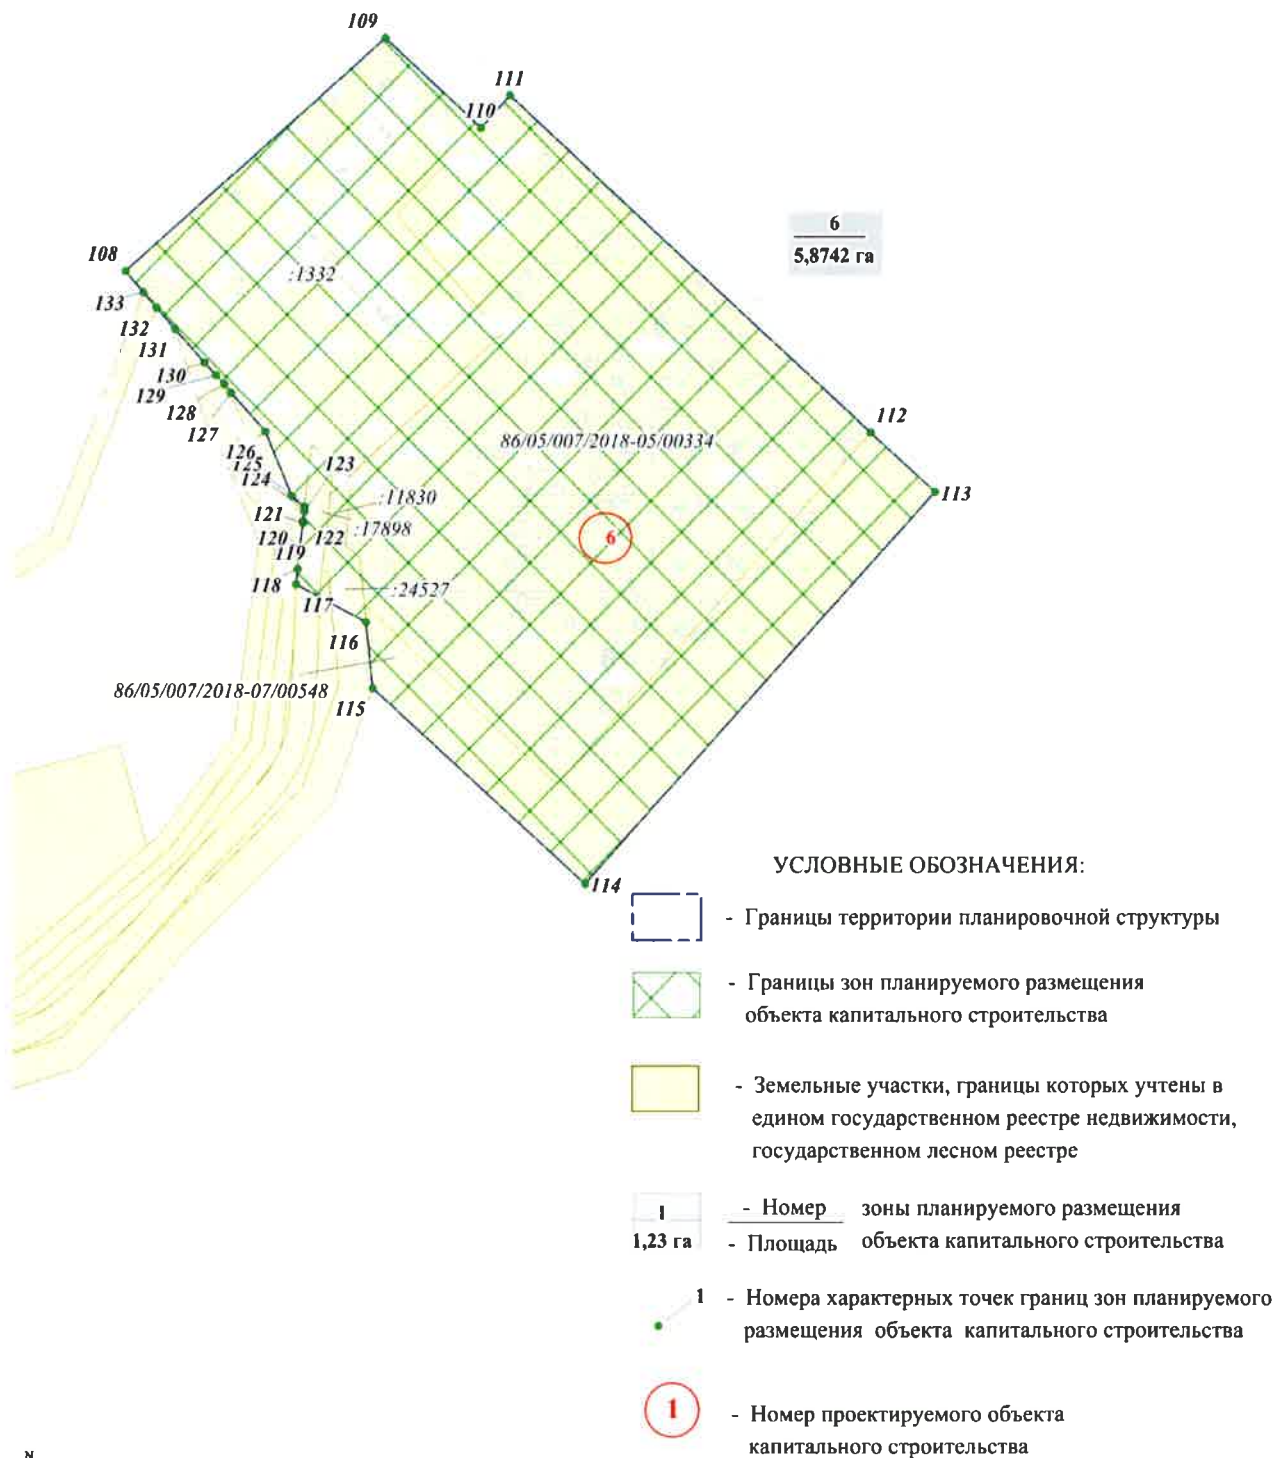 109
111
110
6
5,8742 га
108
:1332
133
132
131
130
129
128
127
112
86/05/007/2018-05/00334
126
125
124
123
113
:11830
121
:17898
120
122
6
119
118
117
:24527
116
86/05/007/2018-07/00548
115
114
УСЛОВНЫЕ ОБОЗНАЧЕНИЯ:
- Границы территории планировочной структуры
- Границы зон планируемого размещения
объекта капитального строительства
- Земельные участки, границы которых учтены в
едином государственном реестре недвижимости,
государственном лесном реестре
1 - Номер зоны планируемого размещения
1,23 га - Площадь объекта капитального строительства
1 - Номера характерных точек границ зон планируемого
размещения объекта капитального строительства
1 - Номер проектируемого объекта
капитального строительства